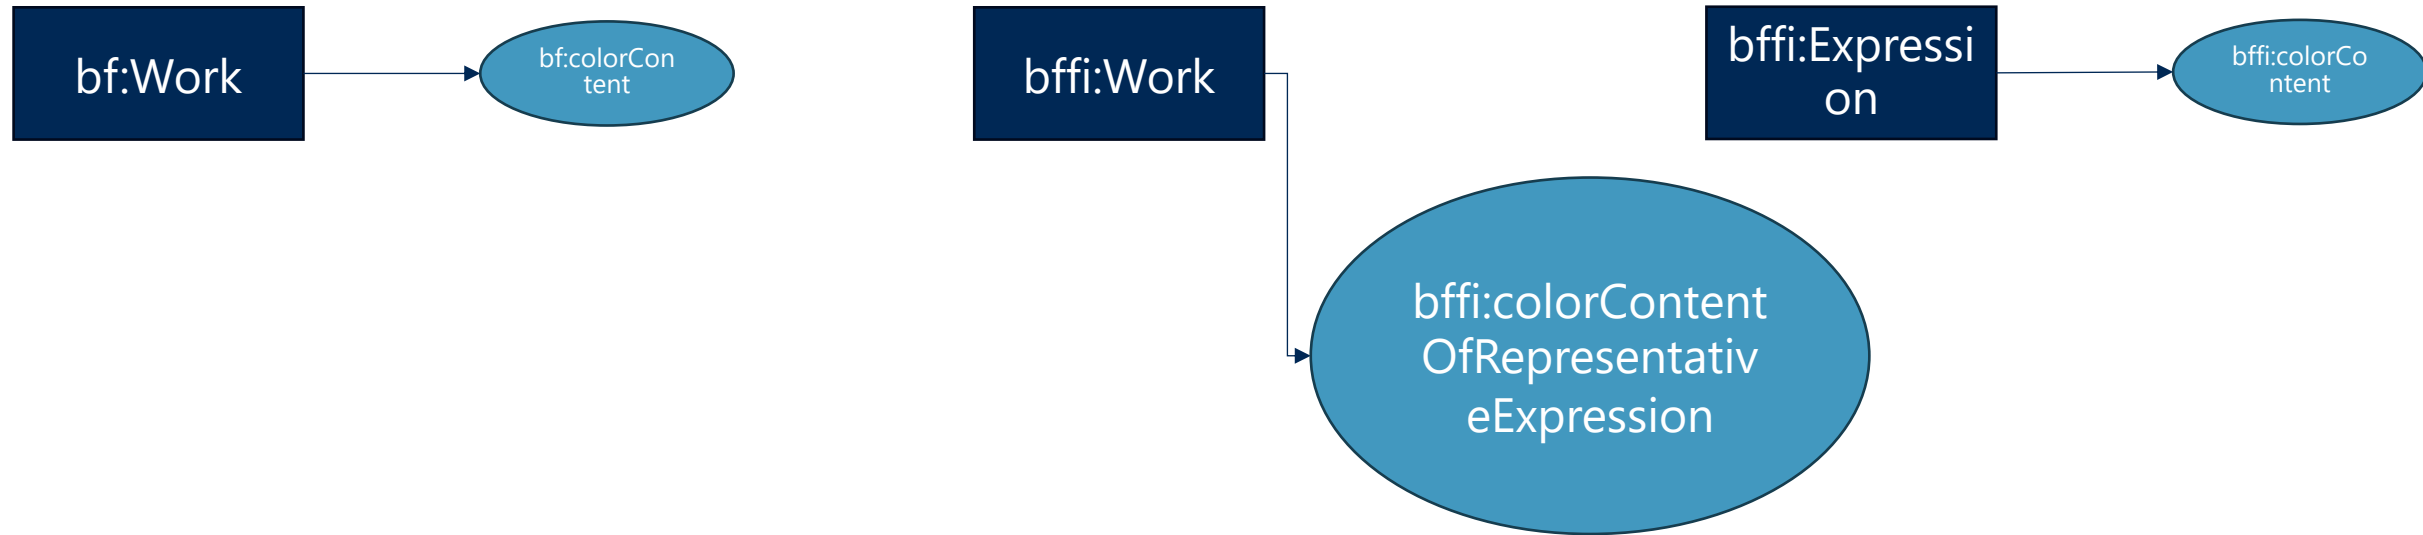 bf:Work
bf:colorCon
tent
bffi:Work
bffi:Expressi
on
bffi:colorCo
ntent
bffi:colorContent
OfRepresentativ
eExpression